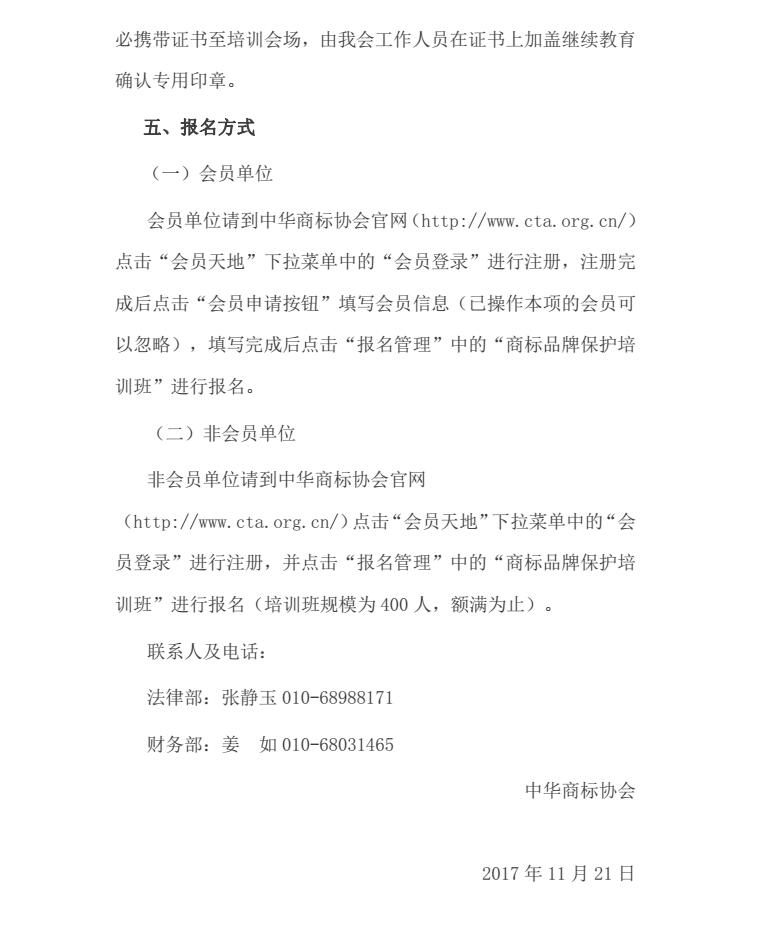 必携带证书至培训会场，由我会工作人员在证书上加盖继续教育
确认专用印章。
五、报名方式
（一）会员单位
会员单位请到中华商标协会官网（http://www.cta.org.cn/）
点击“会员天地”下拉菜单中的“会员登录”进行注册，注册完
成后点击“会员申请按钮”填写会员信息（已操作本项的会员可
以忽略），填写完成后点击“报名管理”中的“商标品牌保护培
训班”进行报名。
（二）非会员单位
非会员单位请到中华商标协会官网
（http://www.cta.org.cn/）点击“会员天地”下拉菜单中的“会
员登录”进行注册，并点击“报名管理”中的“商标品牌保护培
训班”进行报名（培训班规模为 400 人，额满为止）。
联系人及电话：
法律部：张静玉 010-68988171
财务部：姜　如 010-68031465
中华商标协会
2017 年 11 月 21 日